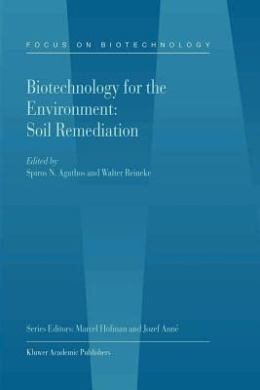 FOCUS ON BIOTECHNOLOGY
Biotechnology for the
Environment:
Soil Remediation
Edited by
Spiros N. Agathos and Walter Reineke
Series Editors: Marcel Hofman and Jozef Anné
Kluwer Academic Publishers